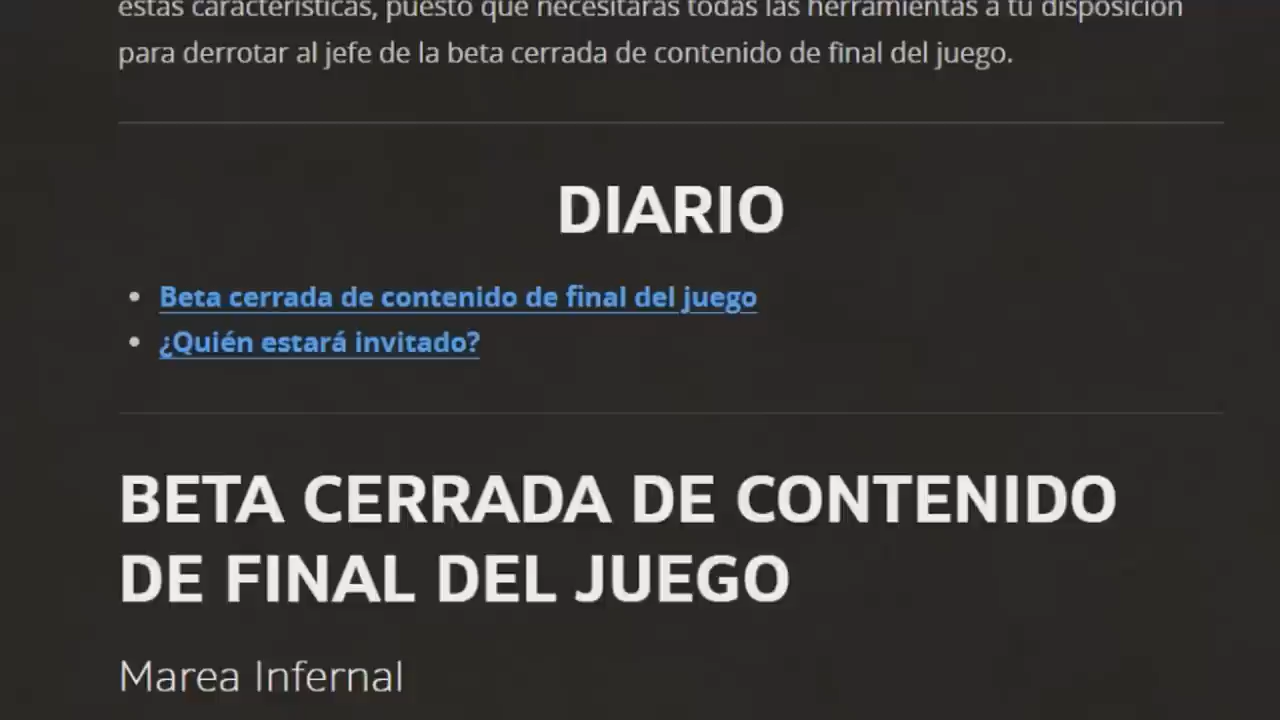 estas características, puesto que necesitarás todas las herramientas a tu disposición
para derrotar al jefe de la beta cerrada de contenido de final del juego.
DIARIO
• Beta cerrada de contenido de final del juego
• ¿Quién estará invitado?
BETA CERRADA DE CONTENIDO
DE FINAL DEL JUEGO
Marea Infernal